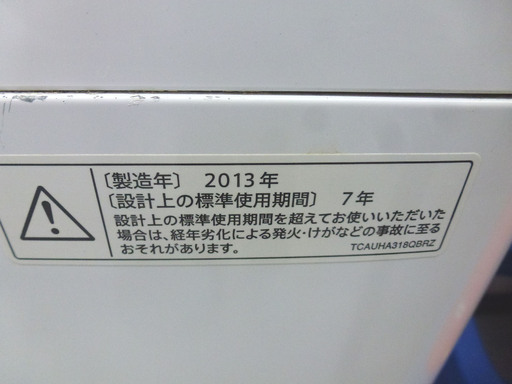 〔製造年〕 2013年
〔設計上の標準使用期間〕 7年
設計上の標準使用期間を超えてお使いいただいた
場合は、経年劣化による発火・けがなどの事故に至る
おそれがあります。 TCAUHA318QBRZ